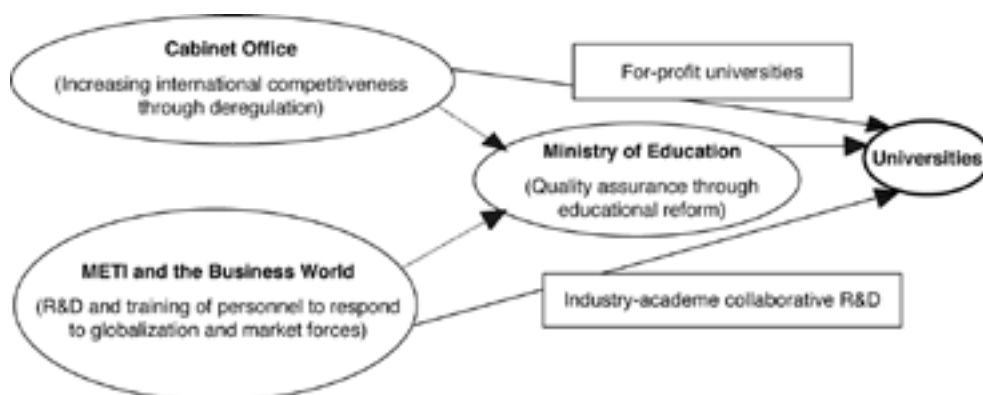 Cabinet Office
(Increasing international competitiveness
through deregulation)
For-profit universities
Ministry of Education
(Quality assurance through
educational reform)
Universities
METI and the Business World
(R&D and training of personnel to respond
to globalization and market forces)
Industry-academe collaborative R&D